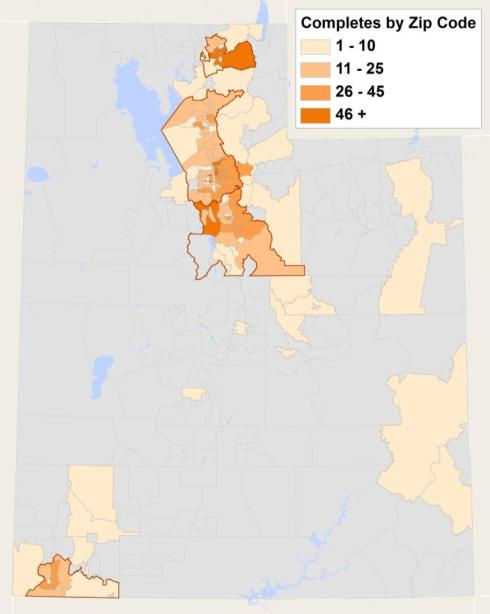 Completes by Zip Code
1 - 10
11 - 25
26 - 45
46 +